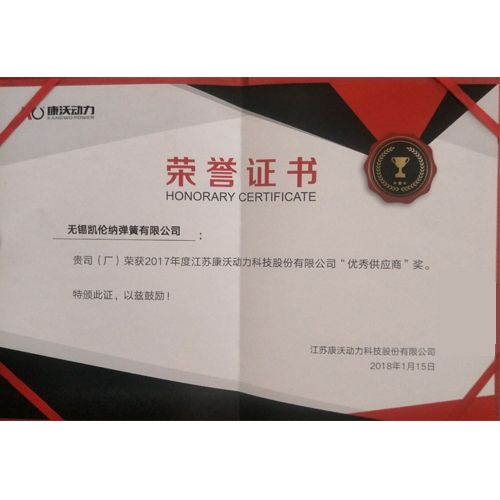 康沃动力
KANGWO POWER
荣誉证书
HONORARY CERTIFICATE
无锡凯伦纳弹簧有限公司：
贵司（厂）荣获2017年度江苏康沃动力科技股份有限公司“优秀供应商”奖。
特颁此证，以兹鼓励！
江苏康沃动力科技股份有限公司
2018年1月15日